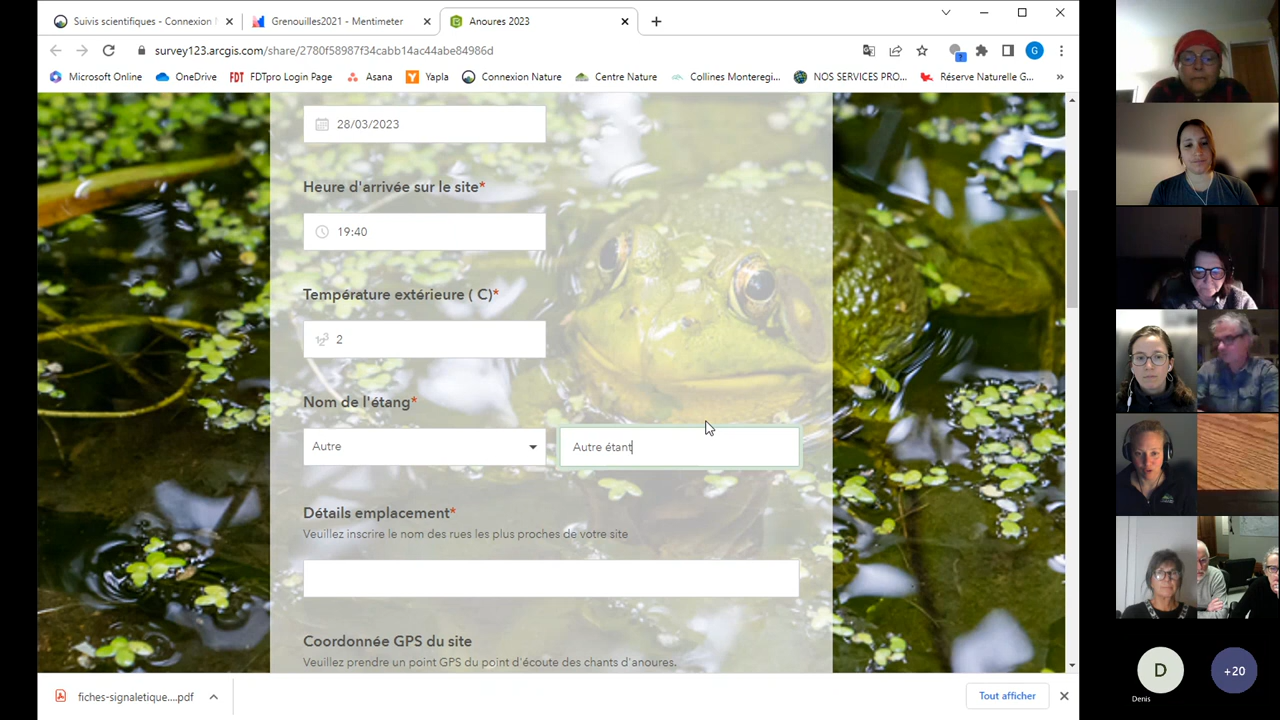 Suivis scientifiques - Connexion
Grenouilles2021 - Mentimeter
Anoures 2023
survey123.arcgis.com/share/2780f58987f34cabb14ac44abe84986d
G
Microsoft Online
OneDrive
FDT FDTpro Login Page
Asana
Yapla
Connexion Nature
Centre Nature
Collines Monteregi...
NOS SERVICES PRO...
Réserve Naturelle G...
»
28/03/2023
Heure d'arrivée sur le site*
19:40
Température extérieure ( C)*
123 2
Nom de l'étang*
Autre
Autre étant
Détails emplacement*
Veuillez inscrire le nom des rues les plus proches de votre site
Coordonnée GPS du site
Veuillez prendre un point GPS du point d'écoute des chants d'anoures.
fiches-signaletique....pdf
Tout afficher
D
Denis
+20